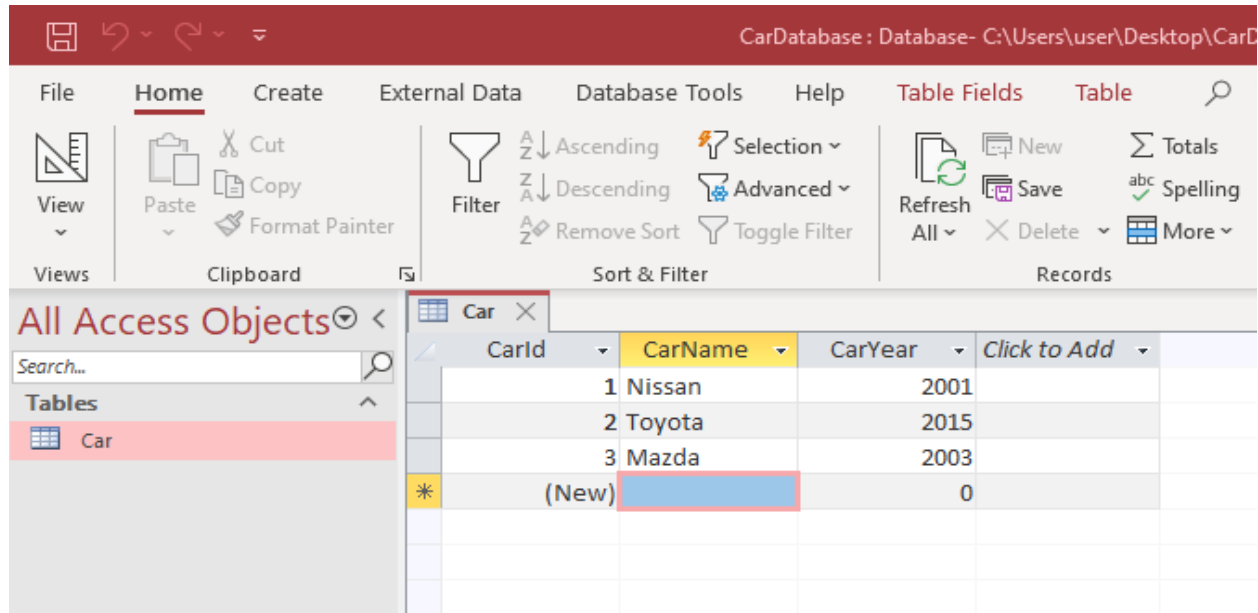 CarDatabase : Database- C:\Users\user\Desktop\CarD
File Home Create External Data Database Tools Help Table Fields Table
View
Views
Paste
Cut
Copy
Format Painter
Clipboard
Filter
Ascending
Descending
Remove Sort
Selection
Advanced
Toggle Filter
Sort & Filter
Refresh
All
New
Save
Delete
Totals
abc Spelling
More
Records
All Access Objects
Search...
Tables
Car
Car
CarId CarName CarYear Click to Add
1 Nissan 2001
2 Toyota 2015
3 Mazda 2003
(New) 0